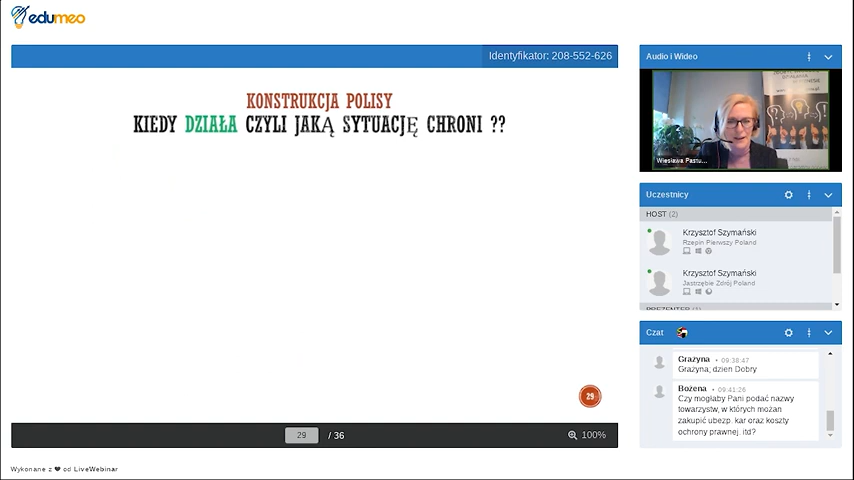 edumeo
Identyfikator: 208-552-626
KONSTRUKCJA POLISY
KIEDY DZIAŁA CZYLI JAKĄ SYTUACJĘ CHRONI ??
29
29 / 36
100%
Wykonane z ❤ od LiveWebinar
Audio i Wideo
Wiesława Pastu...
Uczestnicy
HOST (2)
Krzysztof Szymański
Rzepin Pierwszy Poland
Krzysztof Szymański
Jastrzębie Zdrój Poland
PREZENTER (1)
Czat
Grażyna • 09:38:47
Grażyna; dzien Dobry
Bożena • 09:41:26
Czy mogłaby Pani podać nazwy
towarzystw, w których możan
zakupić ubezp. kar oraz koszty
ochrony prawnej. itd?